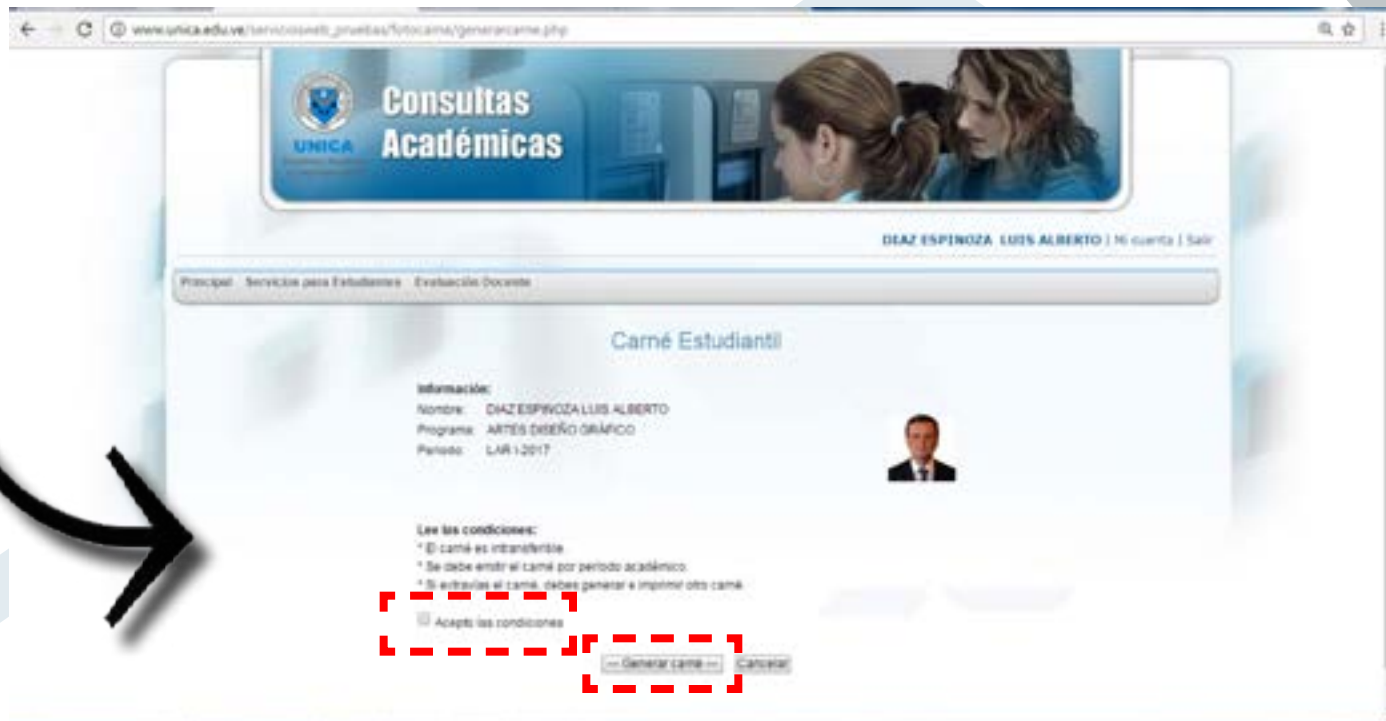 www.unica.edu.ve/serviciosweb_pruebas/fotocarne/generarcarne.php
Consultas
Académicas
UNICA
DIAZ ESPINOZA LUIS ALBERTO | Mi cuenta | Salir
Principal Servicios para Estudiantes Evaluación Docente
Carné Estudiantil
Información:
Nombre: DIAZ ESPINOZA LUIS ALBERTO
Programa: ARTES DISEÑO GRÁFICO
Periodo: LAR I-2017
Lee las condiciones:
* El carné es intransferible.
* Se debe emitir el carné por período académico.
* Si extravías el carné, debes generar e imprimir otro carné.
Acepto las condiciones
--- Generar carné --- Cancelar